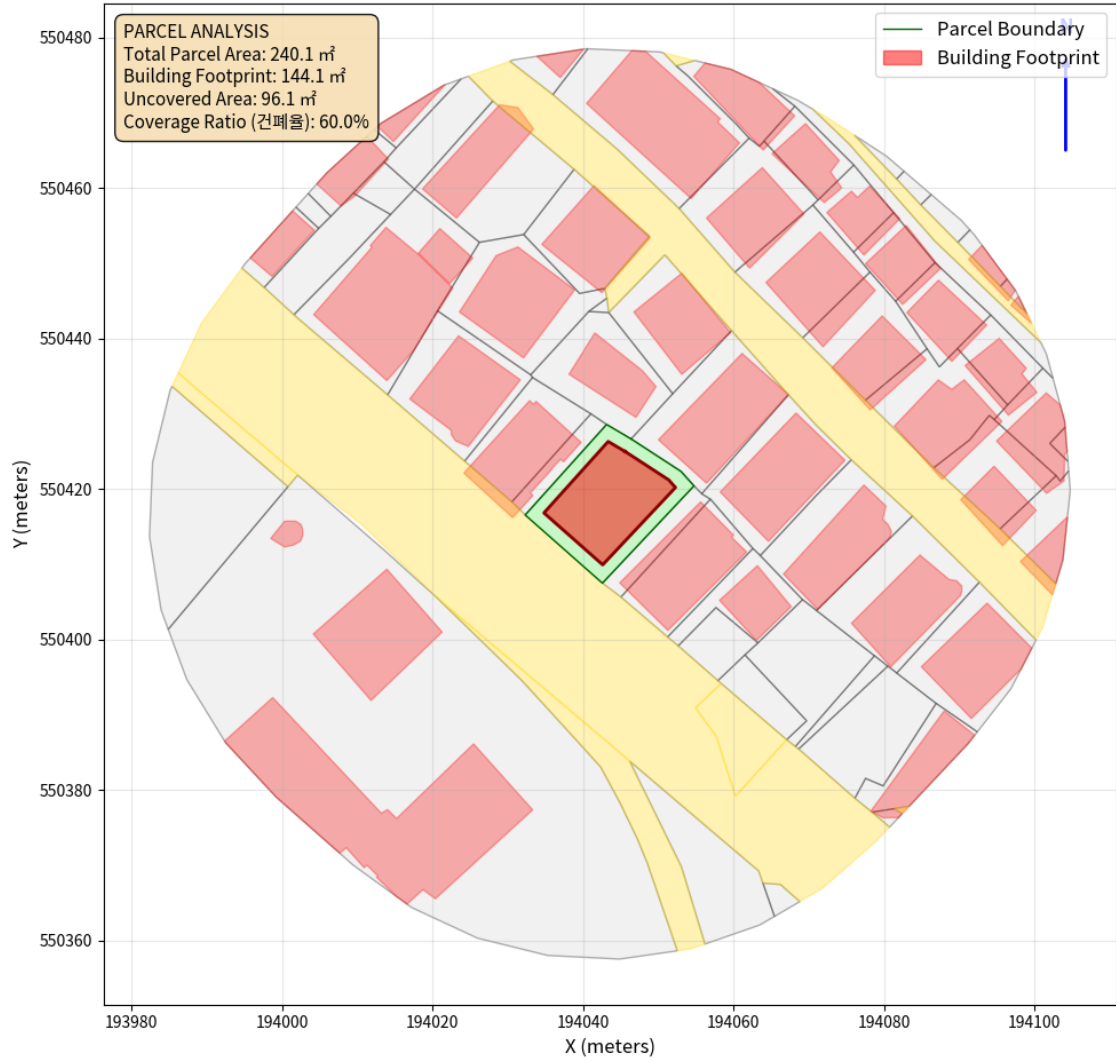 PARCEL ANALYSIS
Total Parcel Area: 240.1 ㎡
Building Footprint: 144.1 ㎡
Uncovered Area: 96.1 ㎡
Coverage Ratio (건폐율): 60.0%
N
Parcel Boundary
Building Footprint
550480
550460
550440
550420
550400
550380
550360
Y (meters)
193980 194000 194020 194040 194060 194080 194100
X (meters)